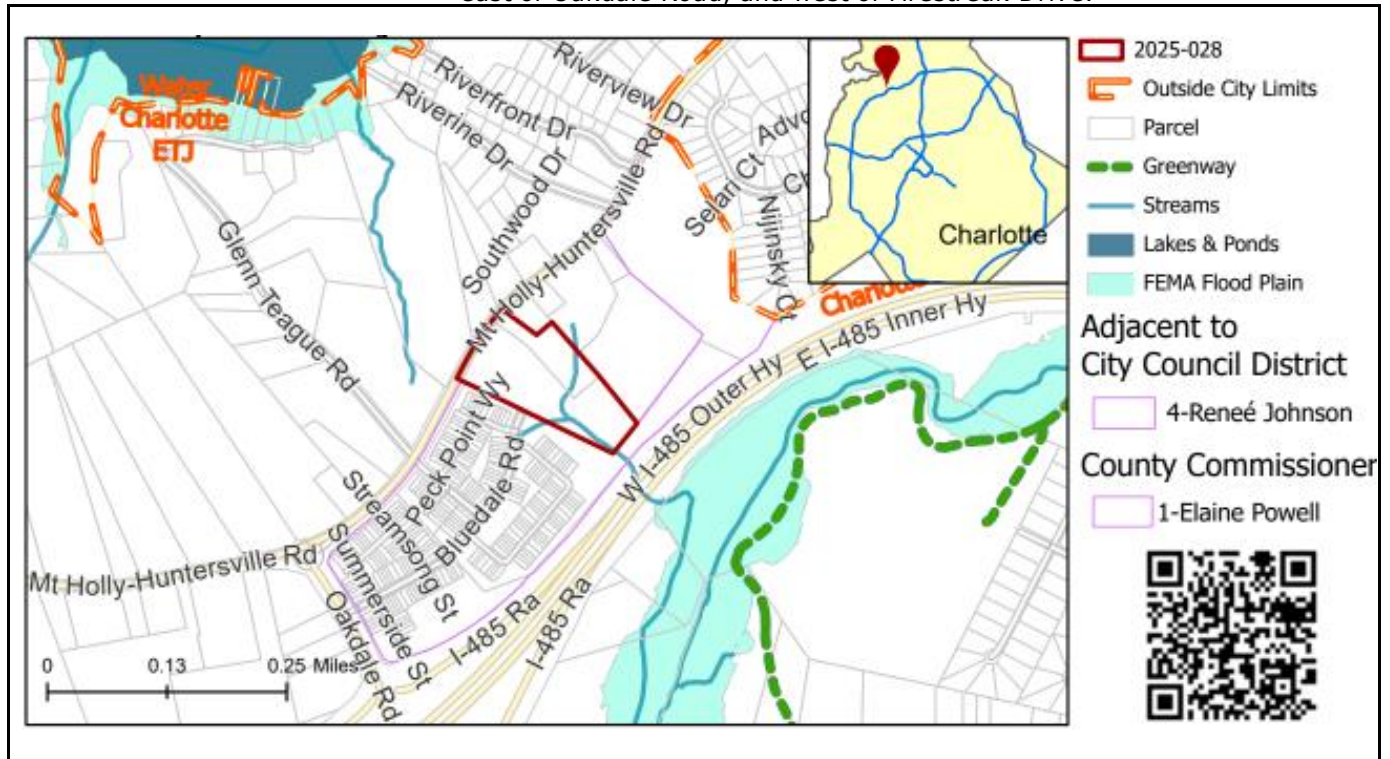 2025-028
Outside City Limits
Parcel
Greenway
Streams
Lakes & Ponds
FEMA Flood Plain
Adjacent to
City Council District
4-Reneé Johnson
County Commissioner
1-Elaine Powell
Water
Charlotte
ETJ
Riverview Dr
Riverfront Dr
Riverine Dr
Southwood Dr
Mt Holly-Huntersville Rd
Selari Ct
Nijinsky Ct
Charlotte
Glenn Teague Rd
E I-485 Inner Hy
W I-485 Outer Hy
Peck Point Wy
Bluedale Rd
Streamsong St
Summerside St
Mt Holly-Huntersville Rd
Oakdale Rd
I-485 Ra
I-485 Ra
0 0.13 0.25 Miles